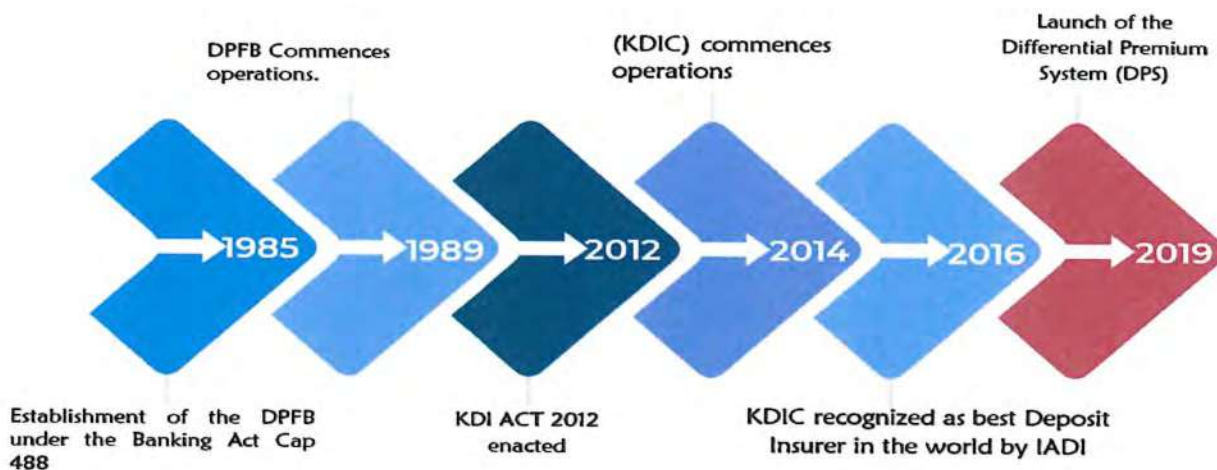 DPFB Commences
operations.
(KDIC) commences
operations
Launch of the
Differential Premium
System (DPS)
1985
1989
2012
2014
2016
2019
Establishment of the DPFB
under the Banking Act Cap
488
KDI ACT 2012
enacted
KDIC recognized as best Deposit
Insurer in the world by IADI